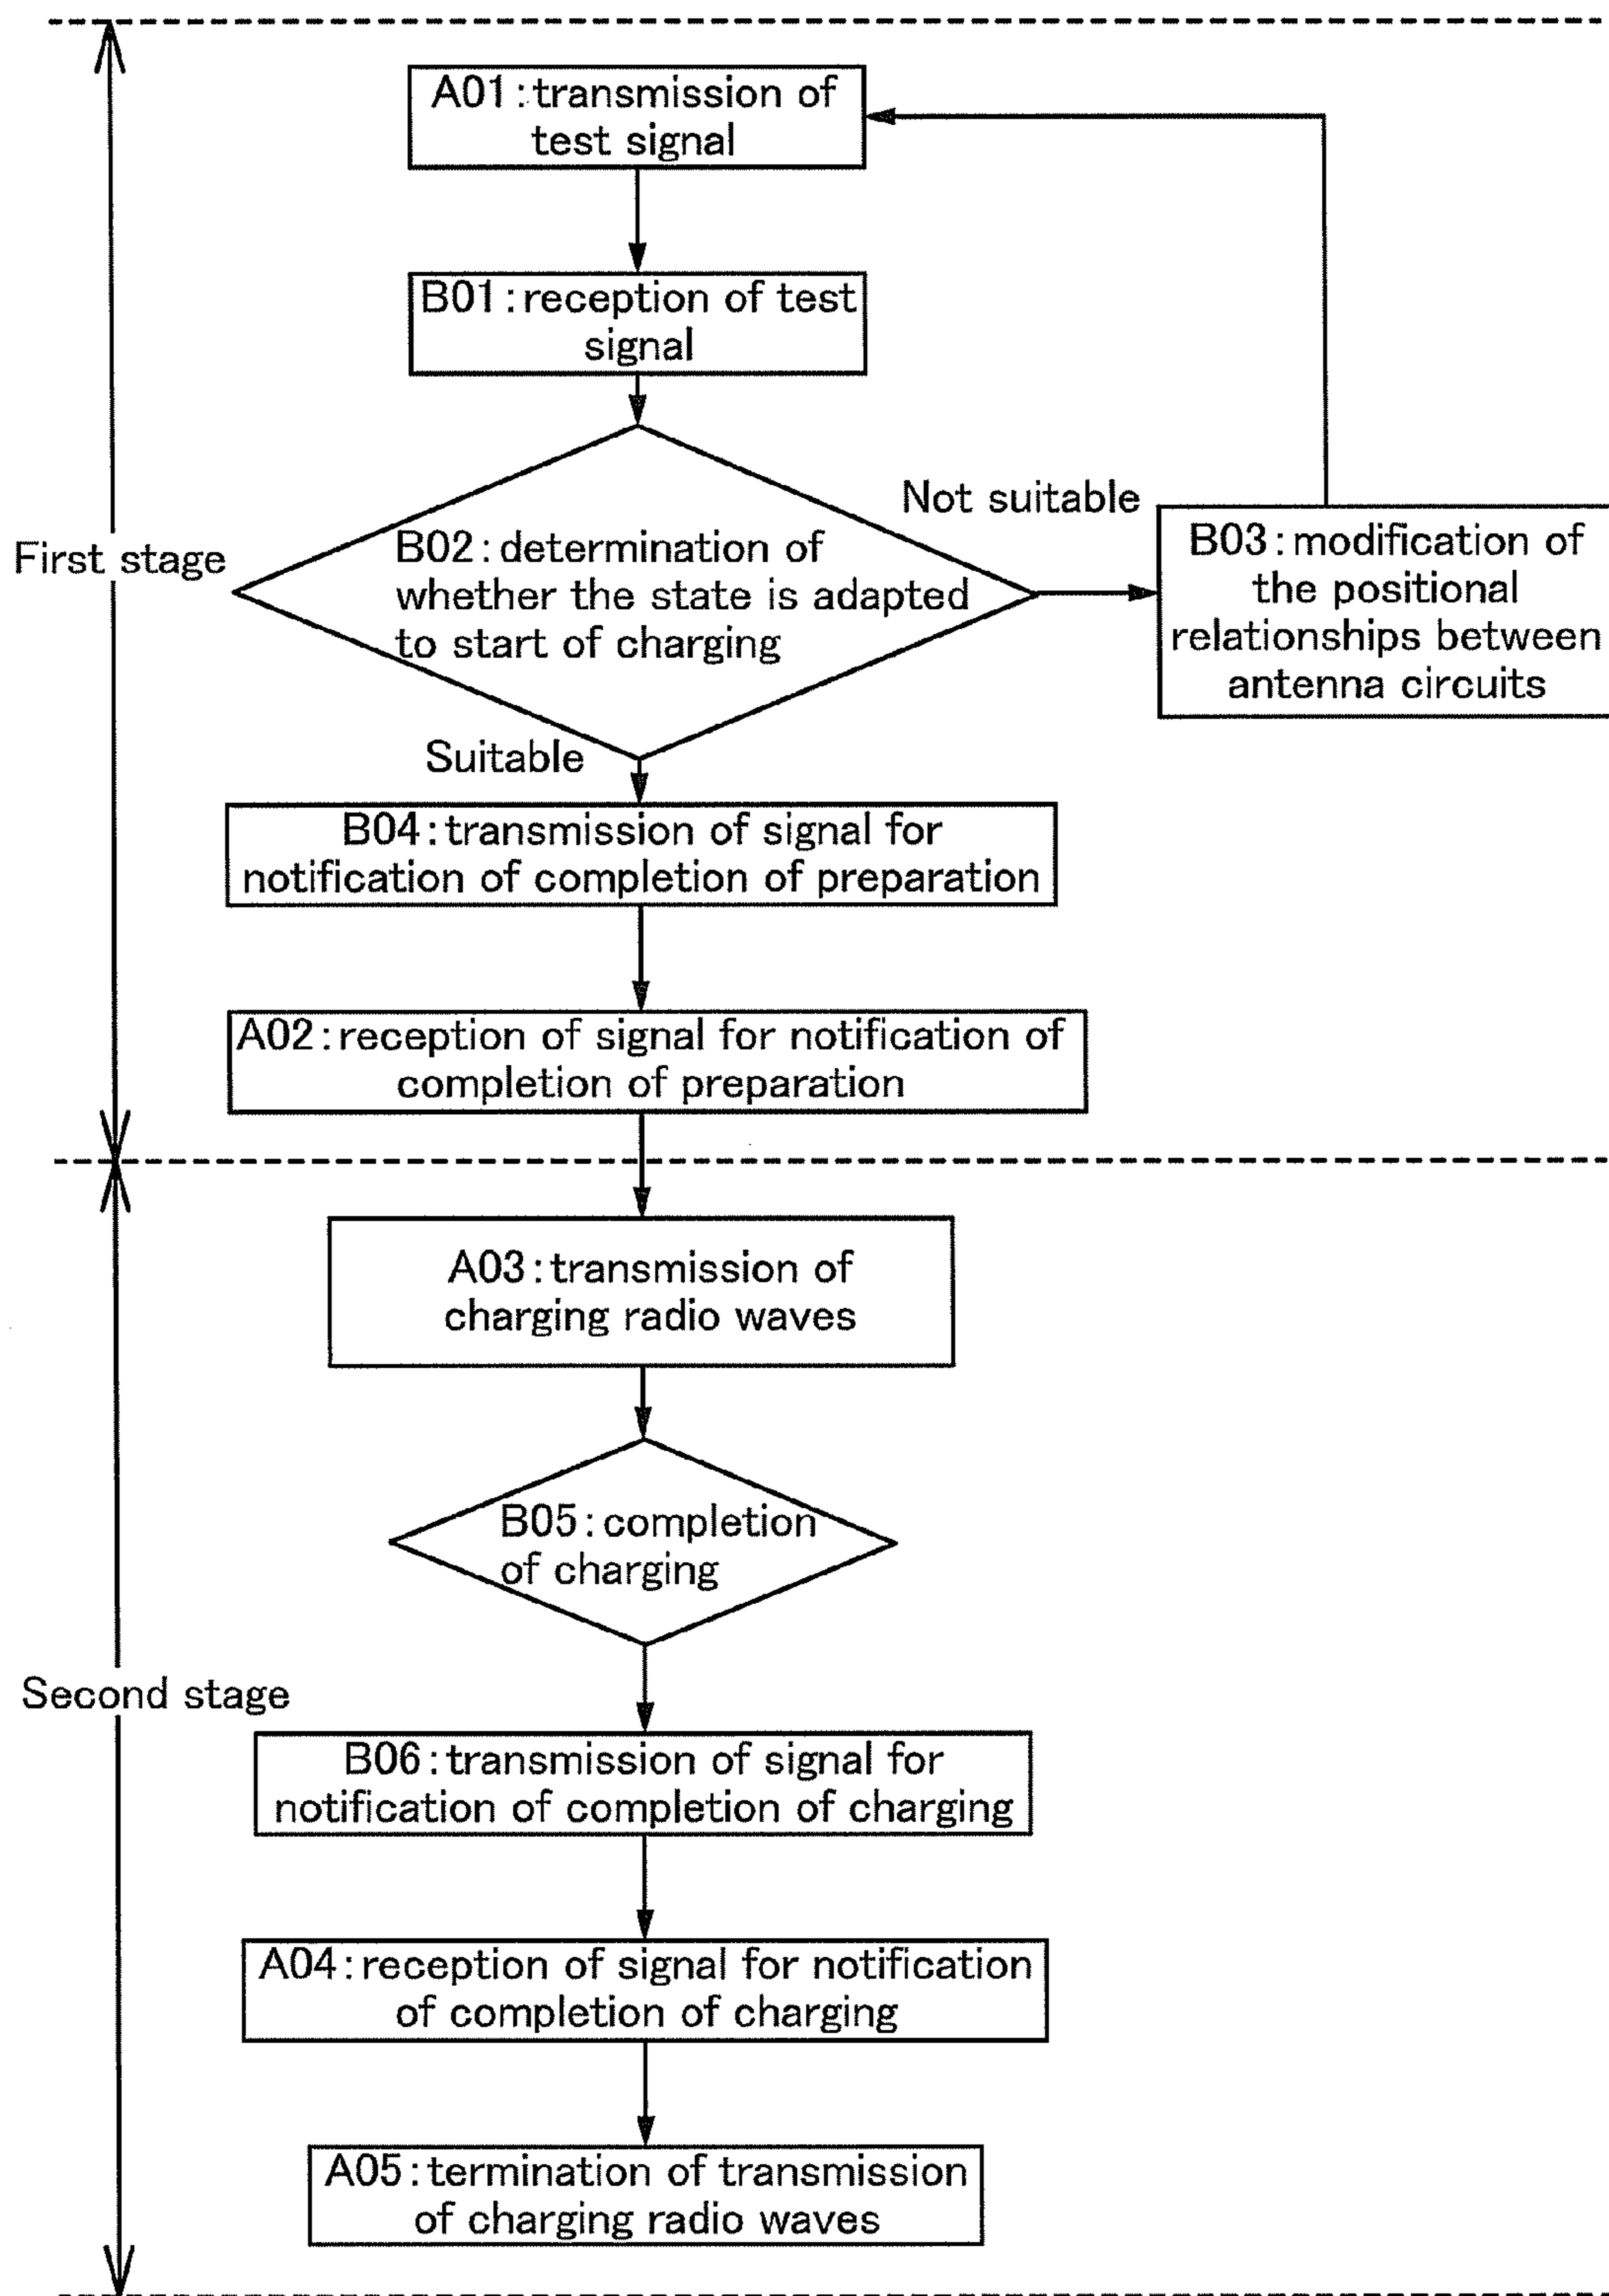 A01:transmission of
test signal
B01:reception of test
signal
Not suitable
First stage
B02:determination of
whether the state is adapted
to start of charging
B03:modification of
the positional
relationships between
antenna circuits
Suitable
B04:transmission of signal for
notification of completion of preparation
A02:reception of signal for notification of
completion of preparation
A03:transmission of
charging radio waves
B05:completion
of charging
Second stage
B06:transmission of signal for
notification of completion of charging
A04:reception of signal for notification
of completion of charging
A05:termination of transmission
of charging radio waves